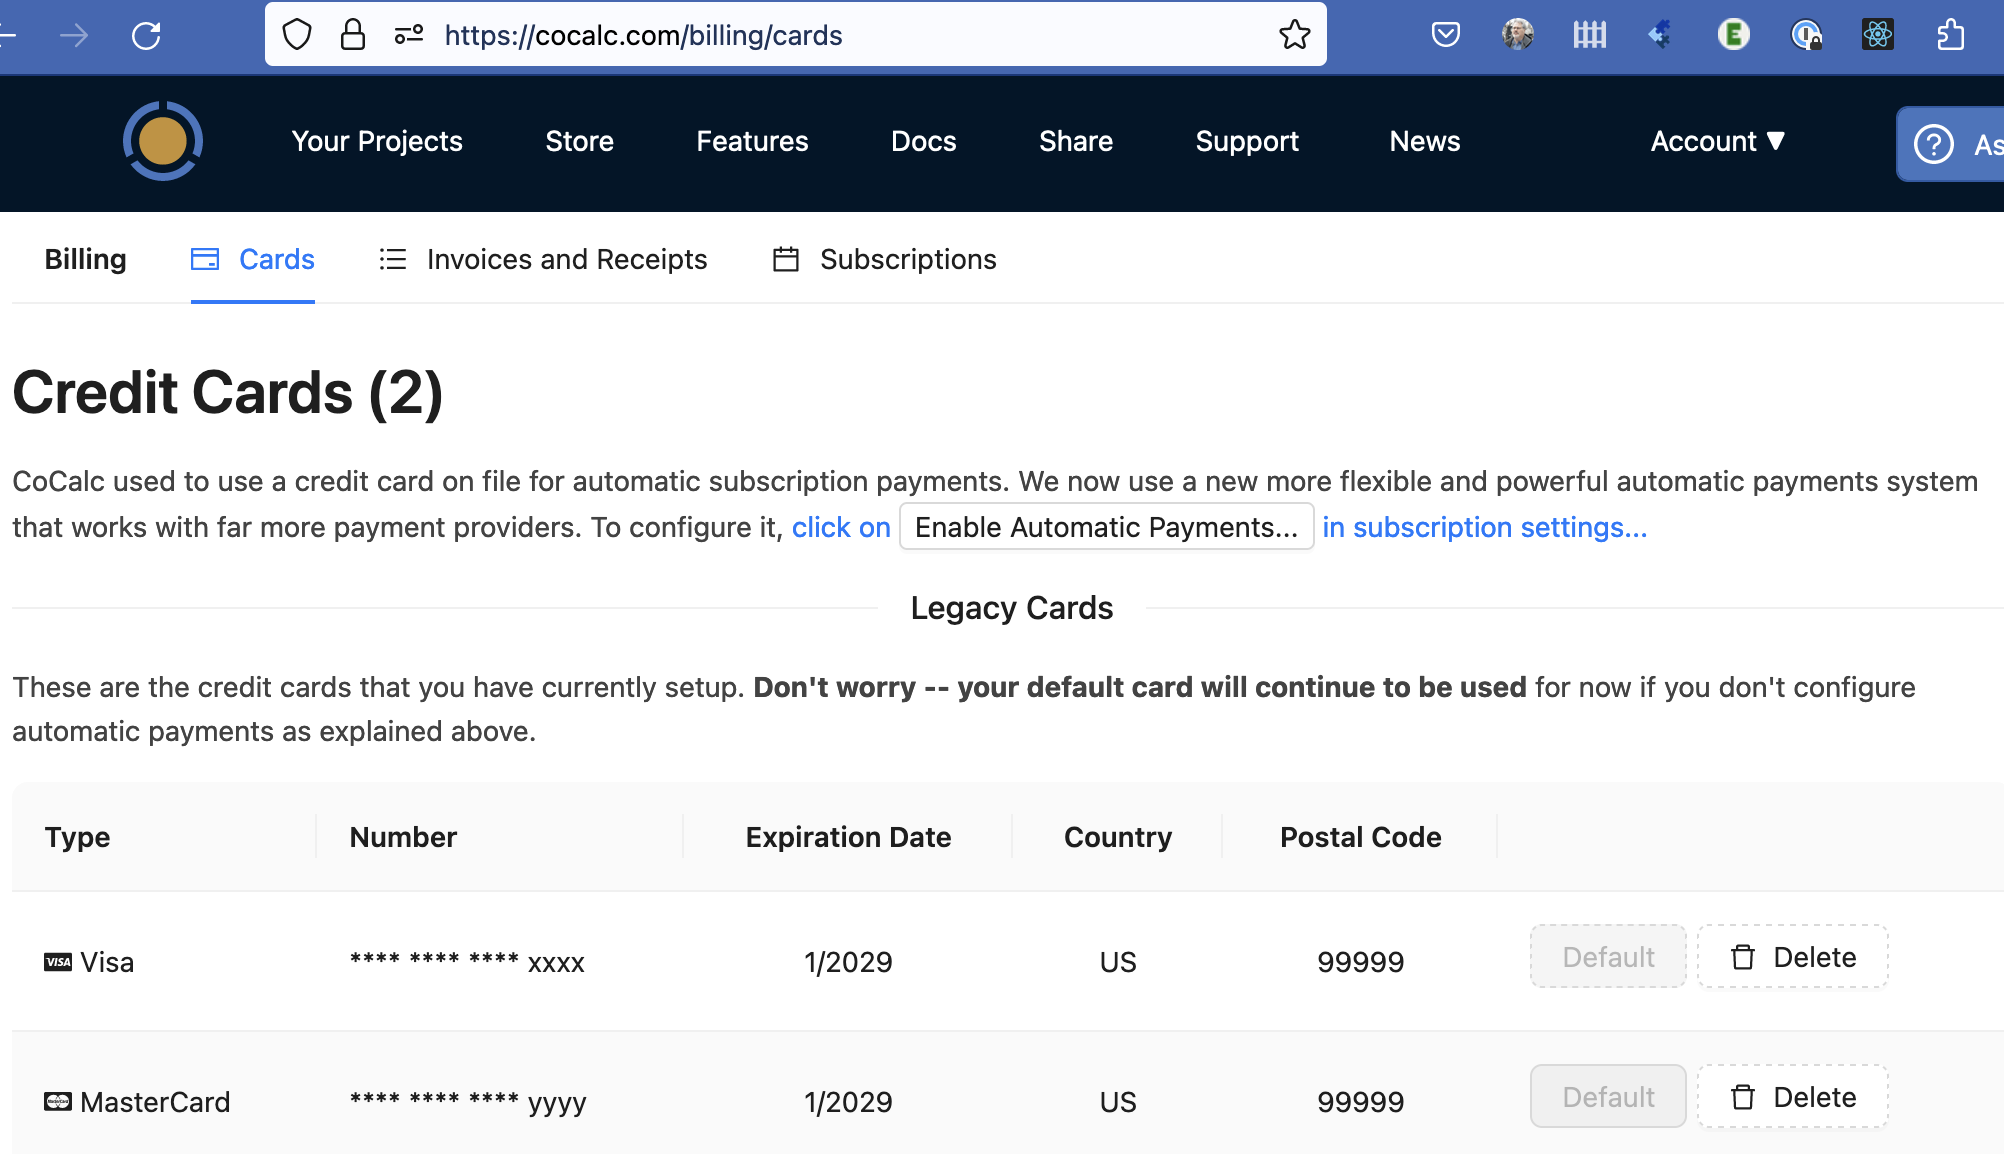 https://cocalc.com/billing/cards
Your Projects Store Features Docs Share Support News Account ▼ ?
Billing Cards Invoices and Receipts Subscriptions
Credit Cards (2)
CoCalc used to use a credit card on file for automatic subscription payments. We now use a new more flexible and powerful automatic payments system
that works with far more payment providers. To configure it, click on Enable Automatic Payments... in subscription settings...
Legacy Cards
These are the credit cards that you have currently setup. Don't worry -- your default card will continue to be used for now if you don't configure
automatic payments as explained above.
Type Number Expiration Date Country Postal Code
VISA Visa **** **** **** xxxx 1/2029 US 99999 Default Delete
MasterCard **** **** **** yyyy 1/2029 US 99999 Default Delete